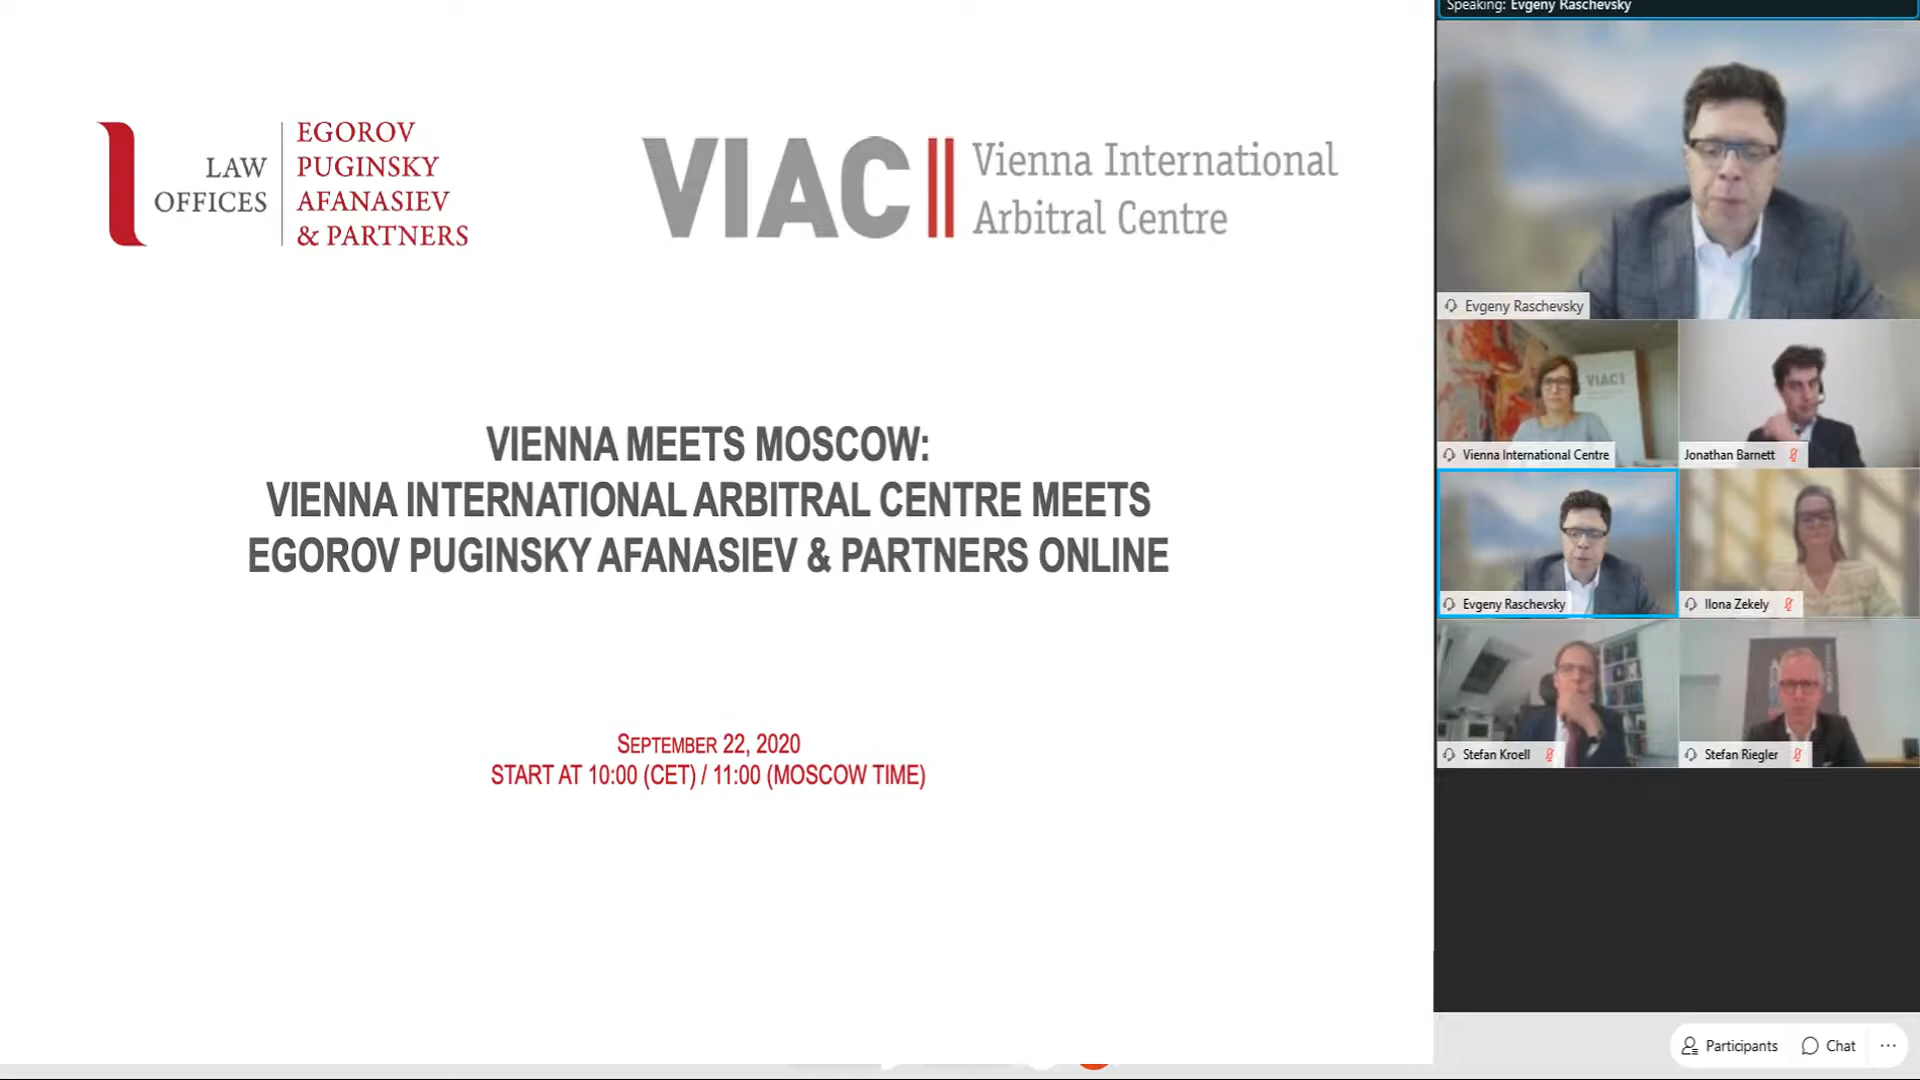 LAW
OFFICES
EGOROV
PUGINSKY
AFANASIEV
& PARTNERS
VIAC
Vienna International
Arbitral Centre
VIENNA MEETS MOSCOW:
VIENNA INTERNATIONAL ARBITRAL CENTRE MEETS
EGOROV PUGINSKY AFANASIEV & PARTNERS ONLINE
SEPTEMBER 22, 2020
START AT 10:00 (CET) / 11:00 (MOSCOW TIME)
Speaking: Evgeny Raschevsky
Evgeny Raschevsky
VIAC
Vienna International Centre
Jonathan Barnett
Evgeny Raschevsky
Ilona Zekely
Stefan Kroell
Stefan Riegler
Participants
Chat